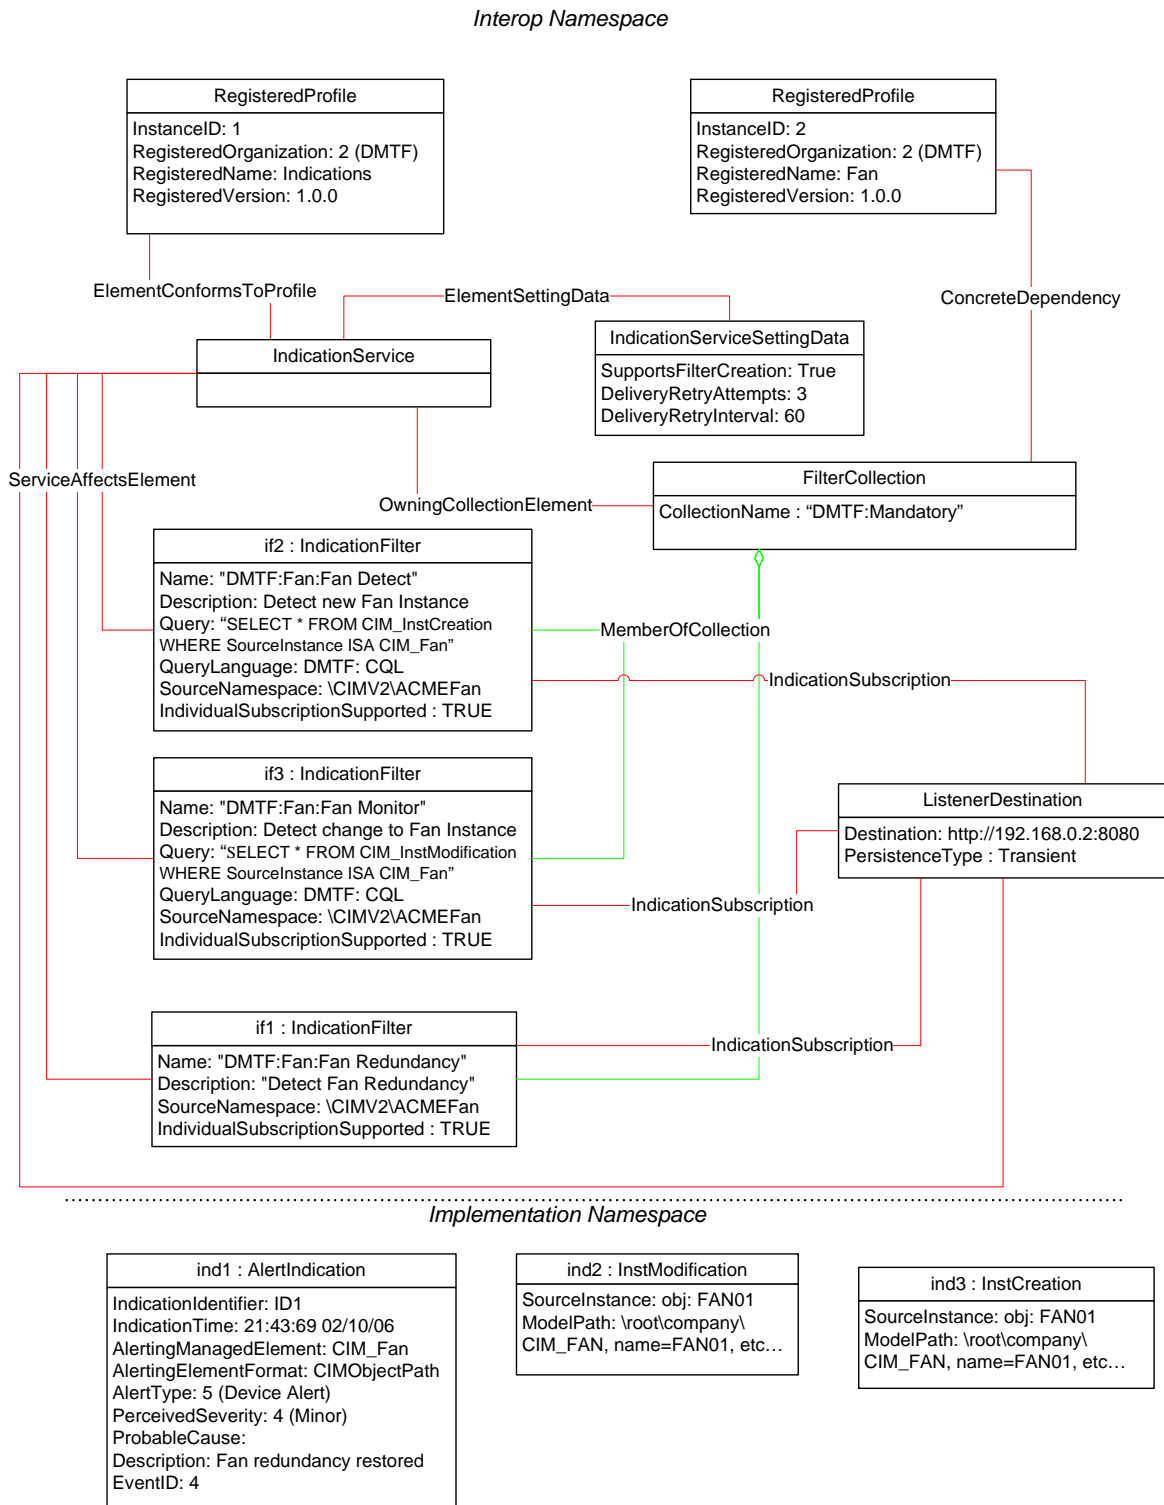 Interop Namespace
RegisteredProfile
InstanceID: 1
RegisteredOrganization: 2 (DMTF)
RegisteredName: Indications
RegisteredVersion: 1.0.0
RegisteredProfile
InstanceID: 2
RegisteredOrganization: 2 (DMTF)
RegisteredName: Fan
RegisteredVersion: 1.0.0
ElementConformsToProfile
ElementSettingData
ConcreteDependency
IndicationService
IndicationServiceSettingData
SupportsFilterCreation: True
DeliveryRetryAttempts: 3
DeliveryRetryInterval: 60
ServiceAffectsElement
OwningCollectionElement
FilterCollection
CollectionName : “DMTF:Mandatory”
if2 : IndicationFilter
Name: "DMTF:Fan:Fan Detect"
Description: Detect new Fan Instance
Query: “SELECT * FROM CIM_InstCreation
WHERE SourceInstance ISA CIM_Fan”
QueryLanguage: DMTF: CQL
SourceNamespace: \CIMV2\ACMEFan
IndividualSubscriptionSupported : TRUE
MemberOfCollection
IndicationSubscription
if3 : IndicationFilter
Name: "DMTF:Fan:Fan Monitor"
Description: Detect change to Fan Instance
Query: “SELECT * FROM CIM_InstModification
WHERE SourceInstance ISA CIM_Fan”
QueryLanguage: DMTF: CQL
SourceNamespace: \CIMV2\ACMEFan
IndividualSubscriptionSupported : TRUE
ListenerDestination
Destination: http://192.168.0.2:8080
PersistenceType : Transient
IndicationSubscription
if1 : IndicationFilter
Name: "DMTF:Fan:Fan Redundancy"
Description: "Detect Fan Redundancy"
SourceNamespace: \CIMV2\ACMEFan
IndividualSubscriptionSupported : TRUE
IndicationSubscription
Implementation Namespace
ind1 : AlertIndication
IndicationIdentifier: ID1
IndicationTime: 21:43:69 02/10/06
AlertingManagedElement: CIM_Fan
AlertingElementFormat: CIMObjectPath
AlertType: 5 (Device Alert)
PerceivedSeverity: 4 (Minor)
ProbableCause:
Description: Fan redundancy restored
EventID: 4
ind2 : InstModification
SourceInstance: obj: FAN01
ModelPath: \root\company\
CIM_FAN, name=FAN01, etc…
ind3 : InstCreation
SourceInstance: obj: FAN01
ModelPath: \root\company\
CIM_FAN, name=FAN01, etc…